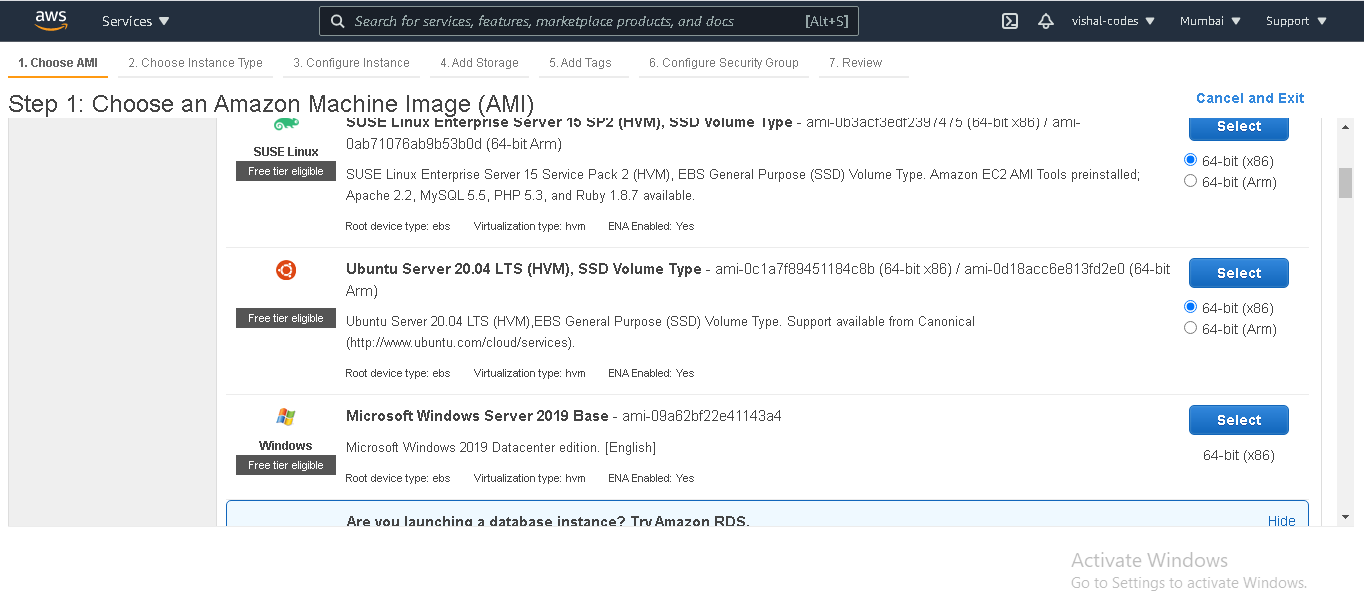 aws Services Search for services, features, marketplace products, and docs [Alt+S] vishal-codes Mumbai Support
1. Choose AMI 2. Choose Instance Type 3. Configure Instance 4. Add Storage 5. Add Tags 6. Configure Security Group 7. Review
Step 1: Choose an Amazon Machine Image (AMI) Cancel and Exit
SUSE Linux Enterprise Server 15 SP2 (HVM), SSD Volume Type - ami-0b3acf3edf2397475 (64-bit x86) / ami-
0ab71076ab9b53b0d (64-bit Arm)
SUSE Linux
Free tier eligible
SUSE Linux Enterprise Server 15 Service Pack 2 (HVM), EBS General Purpose (SSD) Volume Type. Amazon EC2 AMI Tools preinstalled;
Apache 2.2, MySQL 5.5, PHP 5.3, and Ruby 1.8.7 available.
Root device type: ebs Virtualization type: hvm ENA Enabled: Yes
Select
64-bit (x86)
64-bit (Arm)
Ubuntu Server 20.04 LTS (HVM), SSD Volume Type - ami-0c1a7f89451184c8b (64-bit x86) / ami-0d18acc6e813fd2e0 (64-bit
Arm)
Free tier eligible
Ubuntu Server 20.04 LTS (HVM),EBS General Purpose (SSD) Volume Type. Support available from Canonical
(http://www.ubuntu.com/cloud/services).
Root device type: ebs Virtualization type: hvm ENA Enabled: Yes
Select
64-bit (x86)
64-bit (Arm)
Microsoft Windows Server 2019 Base - ami-09a62bf22e41143a4
Windows
Free tier eligible
Microsoft Windows 2019 Datacenter edition. [English]
Root device type: ebs Virtualization type: hvm ENA Enabled: Yes
Select
64-bit (x86)
Are you launching a database instance? Try Amazon RDS. Hide
Activate Windows
Go to Settings to activate Windows.